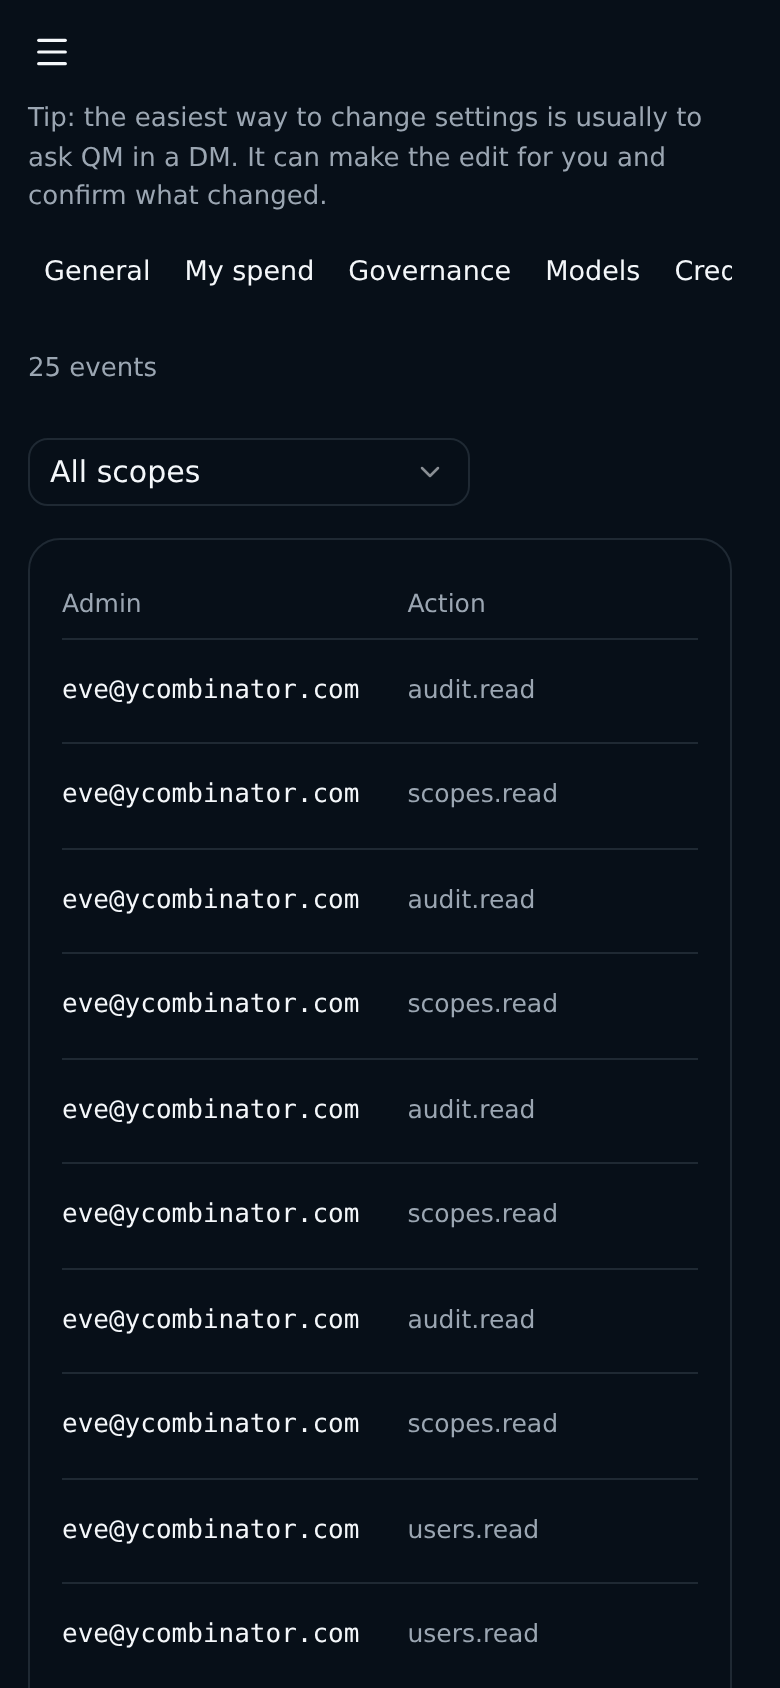 Tip: the easiest way to change settings is usually to
ask QM in a DM. It can make the edit for you and
confirm what changed.
General My spend Governance Models Cred
25 events
All scopes
Admin Action
eve@ycombinator.com audit.read
eve@ycombinator.com scopes.read
eve@ycombinator.com audit.read
eve@ycombinator.com scopes.read
eve@ycombinator.com audit.read
eve@ycombinator.com scopes.read
eve@ycombinator.com audit.read
eve@ycombinator.com scopes.read
eve@ycombinator.com users.read
eve@ycombinator.com users.read